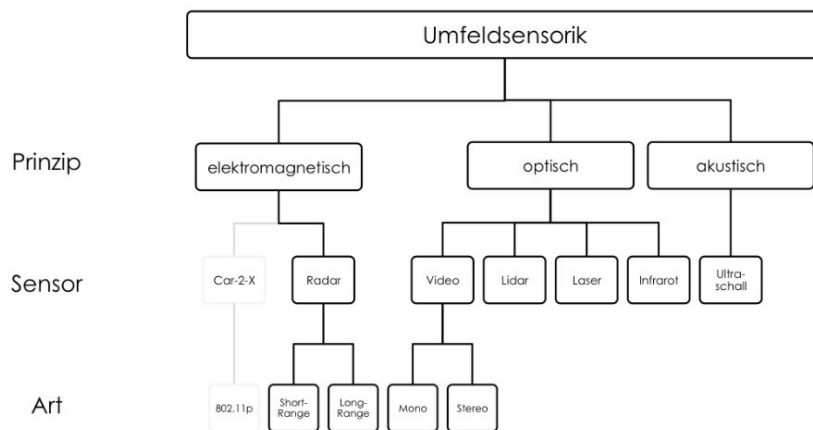 Umfeldsensorik
Prinzip
elektromagnetisch
optisch
akustisch
Sensor
Car-2-X
Radar
Video
Lidar
Laser
Infrarot
Ultra-
schall
Art
802.11p
Short-
Range
Long-
Range
Mono
Stereo